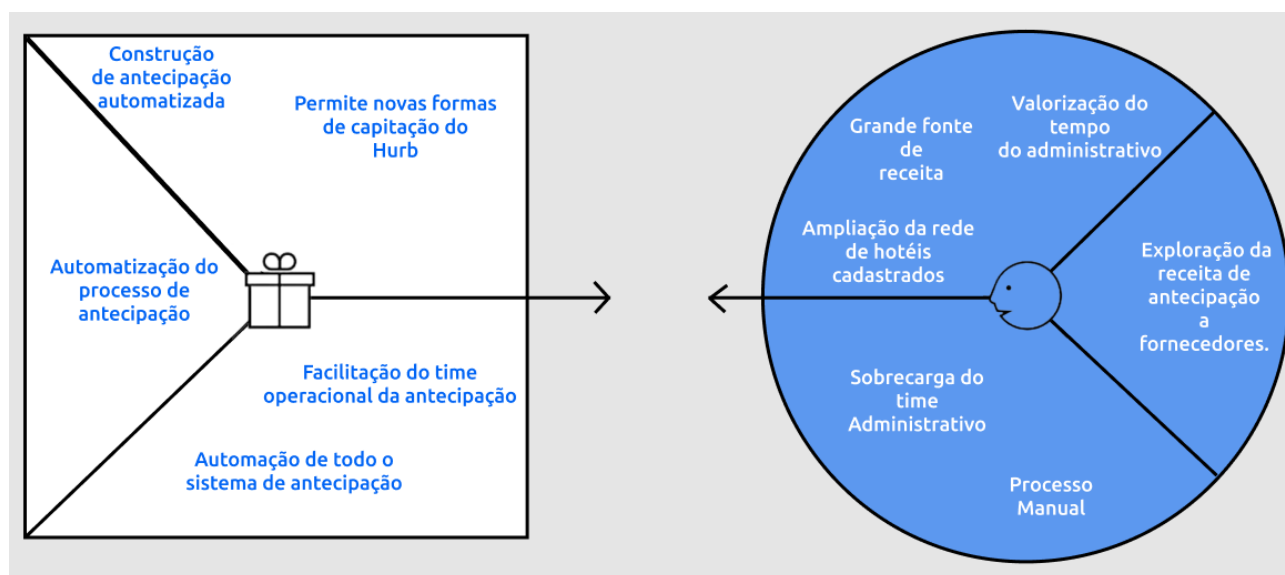 Construção
de antecipação
automatizada
Permite novas formas
de capitação do
Hurb
Automatização do
processo de
antecipação
Facilitação do time
operacional da antecipação
Automação de todo o
sistema de antecipação
Grande fonte
de
receita
Valorização do
tempo
do administrativo
Ampliação da rede
de hotéis
cadastrados
Exploração da
receita de
antecipação
a
fornecedores.
Sobrecarga do
time
Administrativo
Processo
Manual